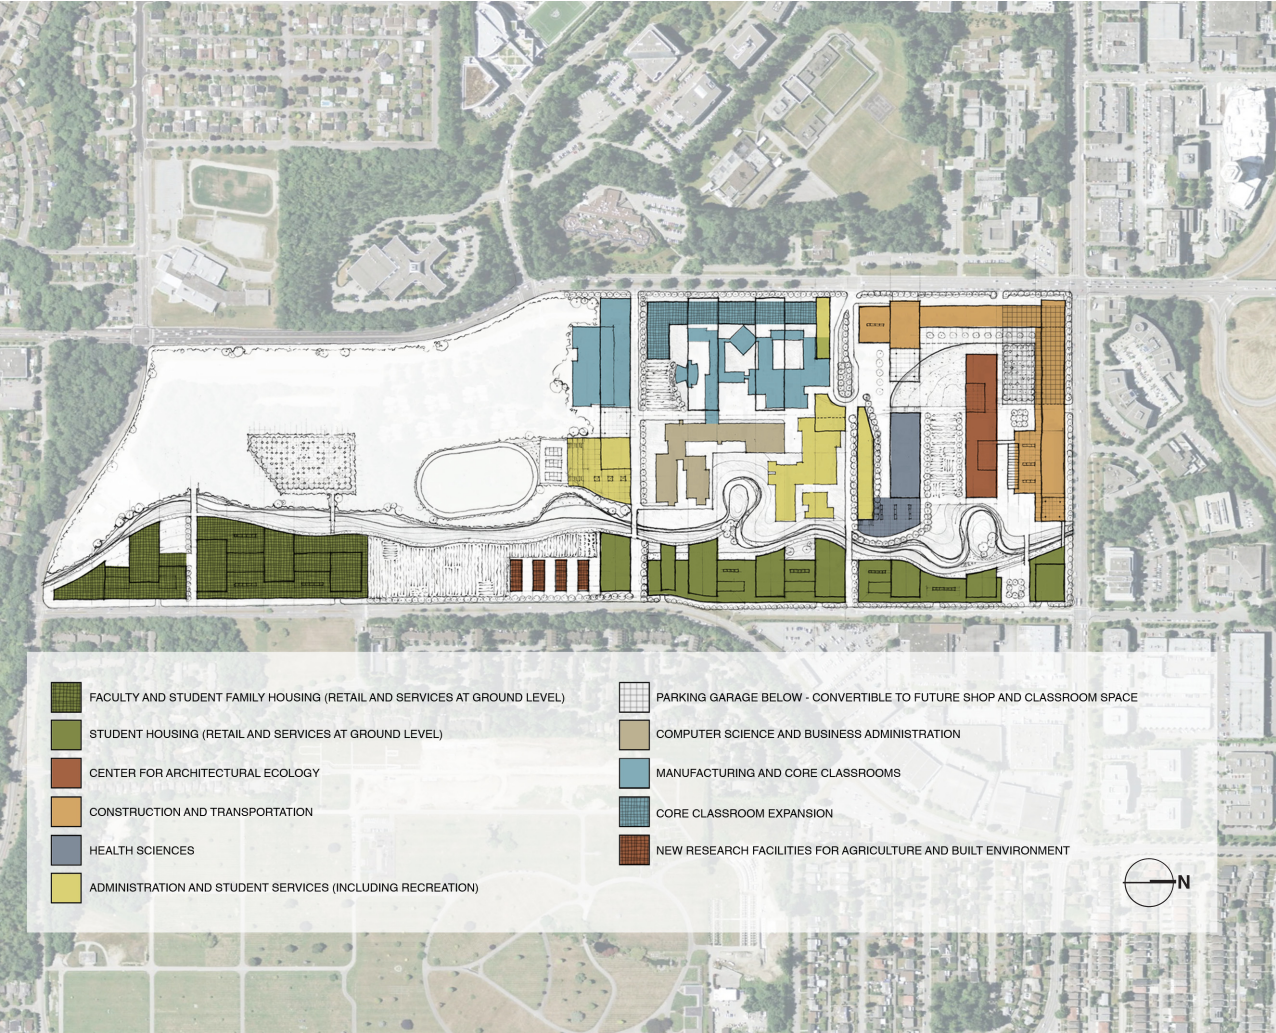 FACULTY AND STUDENT FAMILY HOUSING (RETAIL AND SERVICES AT GROUND LEVEL)
STUDENT HOUSING (RETAIL AND SERVICES AT GROUND LEVEL)
CENTER FOR ARCHITECTURAL ECOLOGY
CONSTRUCTION AND TRANSPORTATION
HEALTH SCIENCES
ADMINISTRATION AND STUDENT SERVICES (INCLUDING RECREATION)
PARKING GARAGE BELOW - CONVERTIBLE TO FUTURE SHOP AND CLASSROOM SPACE
COMPUTER SCIENCE AND BUSINESS ADMINISTRATION
MANUFACTURING AND CORE CLASSROOMS
CORE CLASSROOM EXPANSION
NEW RESEARCH FACILITIES FOR AGRICULTURE AND BUILT ENVIRONMENT
N